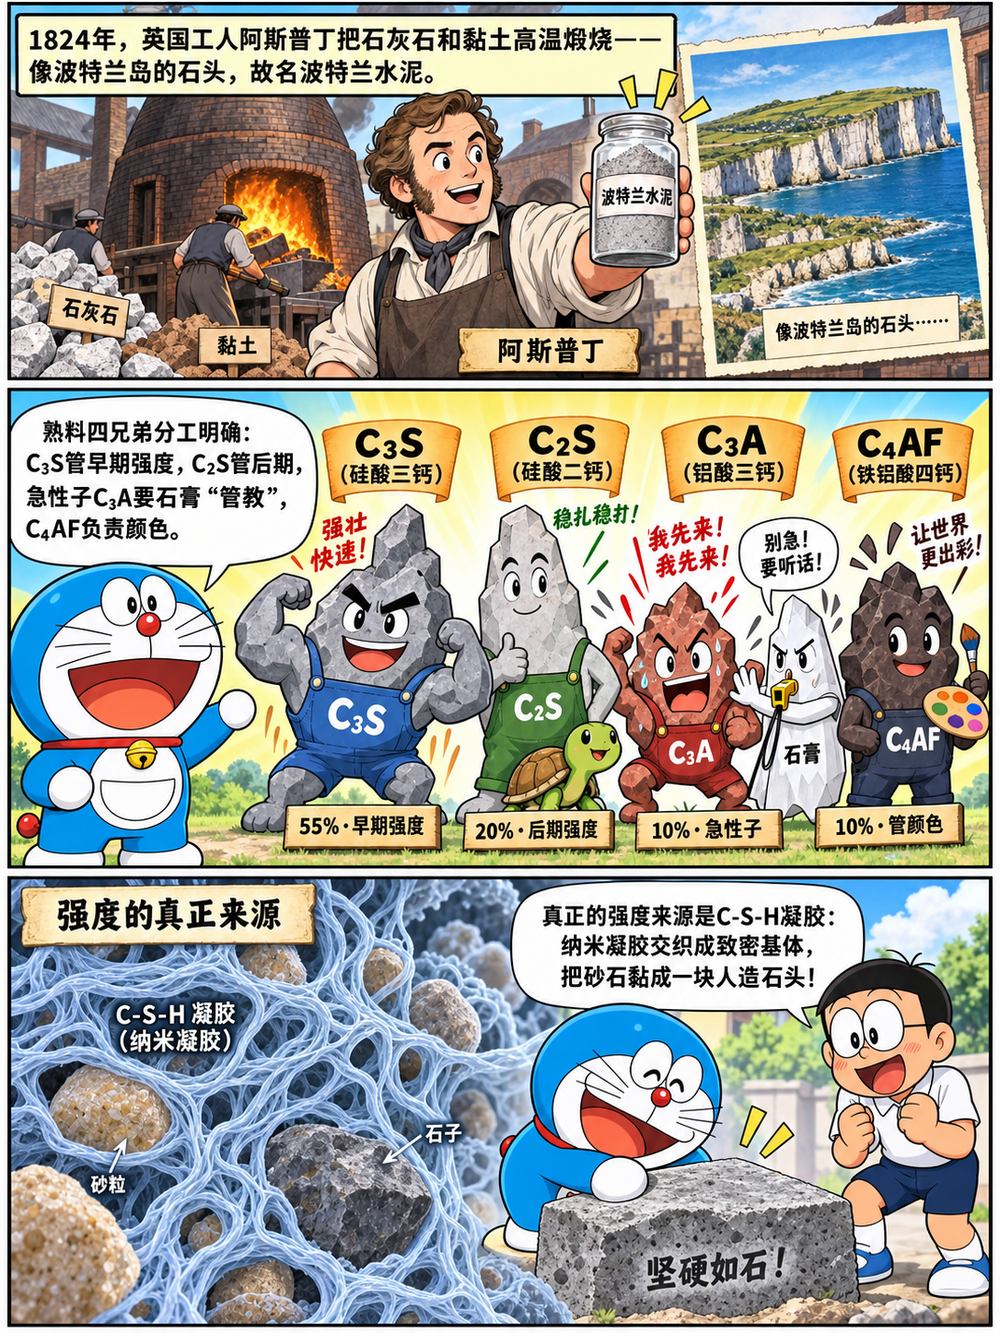 1824年，英国工人阿斯普丁把石灰石和黏土高温煅烧——
像波特兰岛的石头，故名波特兰水泥。
波特兰水泥
石灰石
黏土
阿斯普丁
像波特兰岛的石头……
熟料四兄弟分工明确：
C₃S管早期强度，C₂S管后期，
急性子C₃A要石膏“管教”，
C₄AF负责颜色。
C₃S
（硅酸三钙）
C₂S
（硅酸二钙）
C₃A
（铝酸三钙）
C₄AF
（铁铝酸四钙）
强壮
快速！
稳扎稳打！
我先来！
我先来！
别急！
要听话！
让世界
更出彩！
C₃S
C₂S
C₃A
石膏
C₄AF
55%·早期强度
20%·后期强度
10%·急性子
10%·管颜色
强度的真正来源
C-S-H 凝胶
（纳米凝胶）
砂粒
石子
真正的强度来源是C-S-H凝胶：
纳米凝胶交织成致密基体，
把砂石黏成一块人造石头！
坚硬如石！